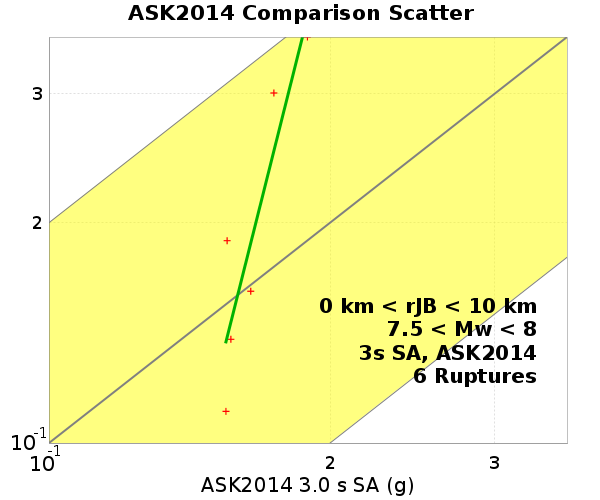 ASK2014 Comparison Scatter
3
2
0 km < rJB < 10 km
7.5 < Mw < 8
3s SA, ASK2014
6 Ruptures
10-1
10-1
2
3
ASK2014 3.0 s SA (g)